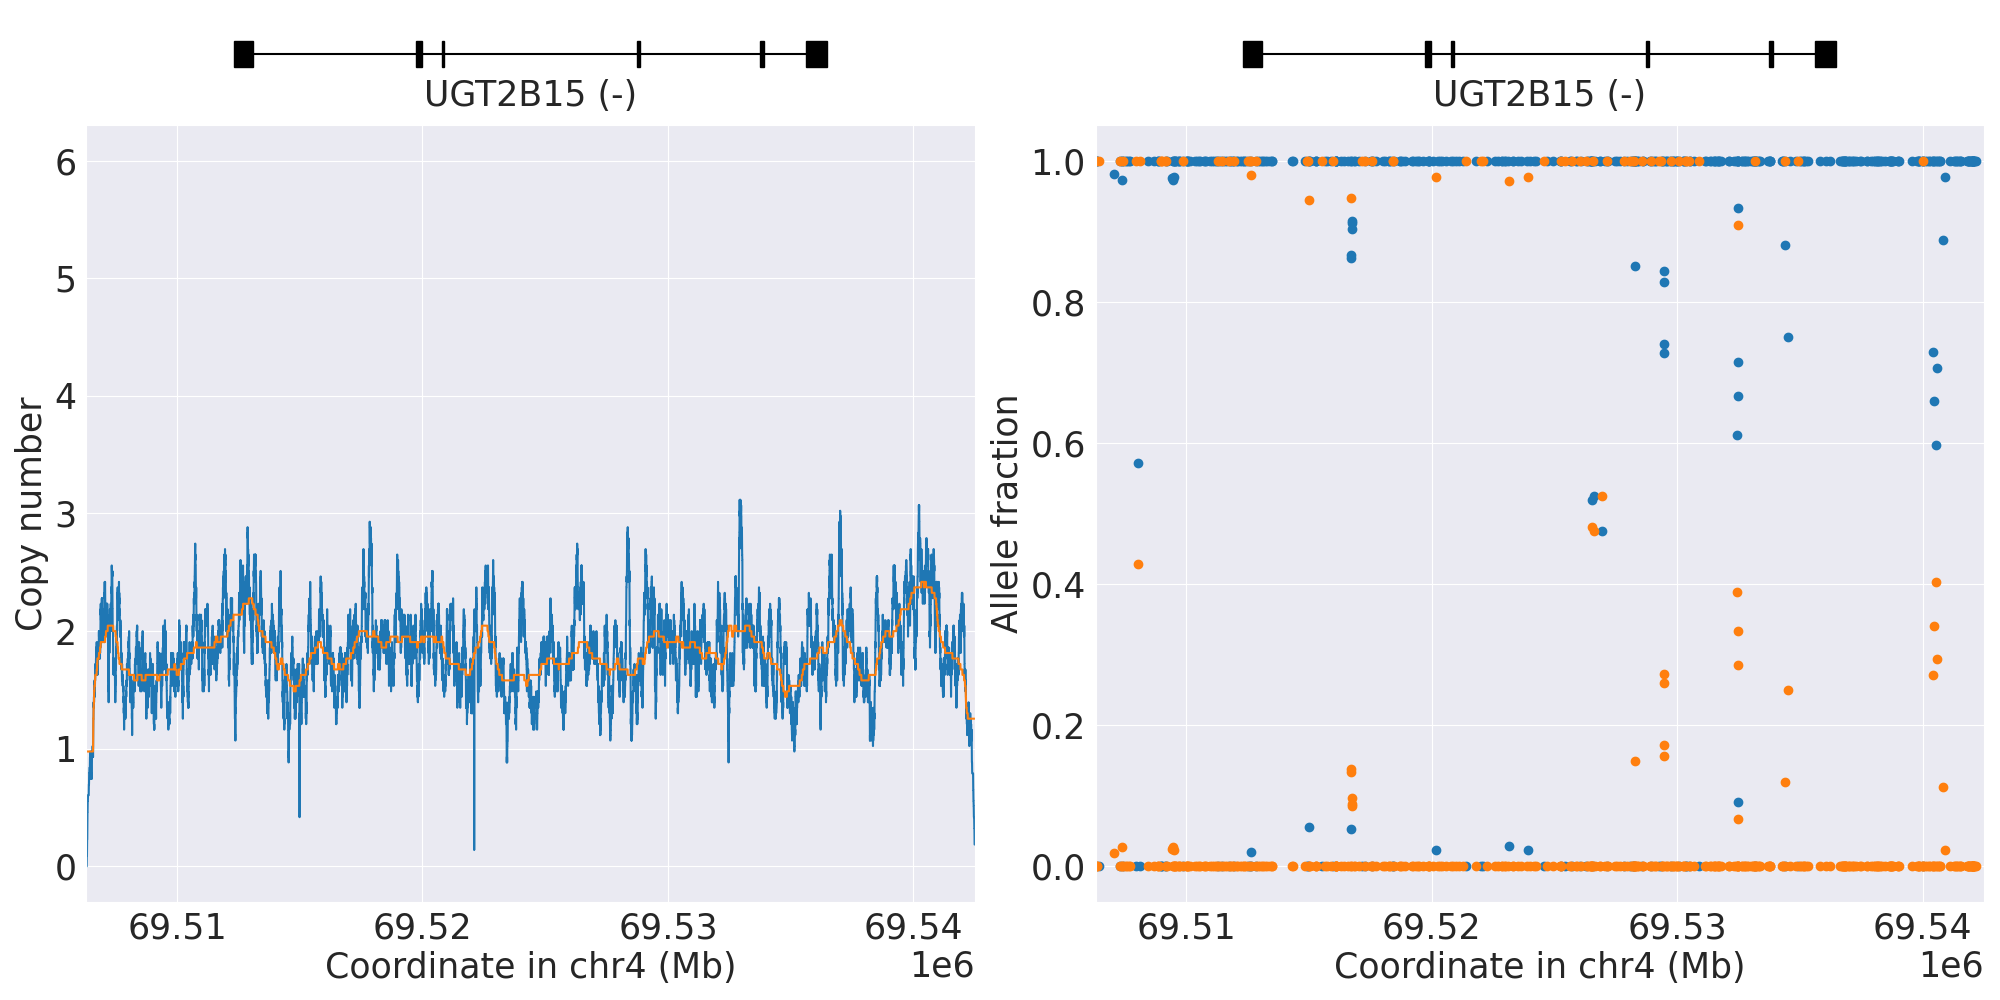 UGT2B15 (-)
6
5
4
3
2
1
0
Copy number
69.51
69.52
69.53
69.54
Coordinate in chr4 (Mb)
1e6
UGT2B15 (-)
1.0
0.8
0.6
0.4
0.2
0.0
Allele fraction
69.51
69.52
69.53
69.54
Coordinate in chr4 (Mb)
1e6